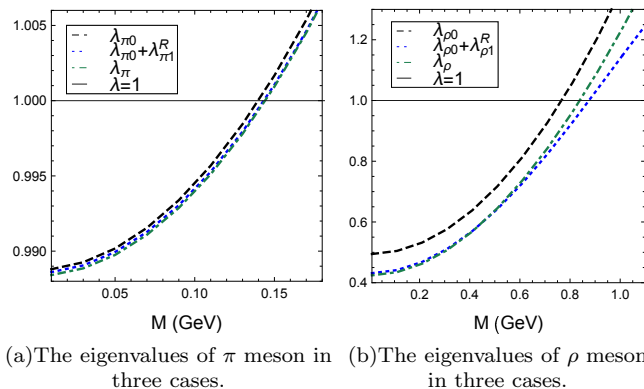 1.005
1.000
0.995
0.990
λπ0
λπ0+λᴿπ1
λπ
λ=1
0.05 0.10 0.15
M (GeV)
(a)The eigenvalues of π meson in
three cases.
1.2
1.0
0.8
0.6
0.4
λρ0
λρ0+λᴿρ1
λρ
λ=1
0.2 0.4 0.6 0.8 1.0
M (GeV)
(b)The eigenvalues of ρ meson
in three cases.